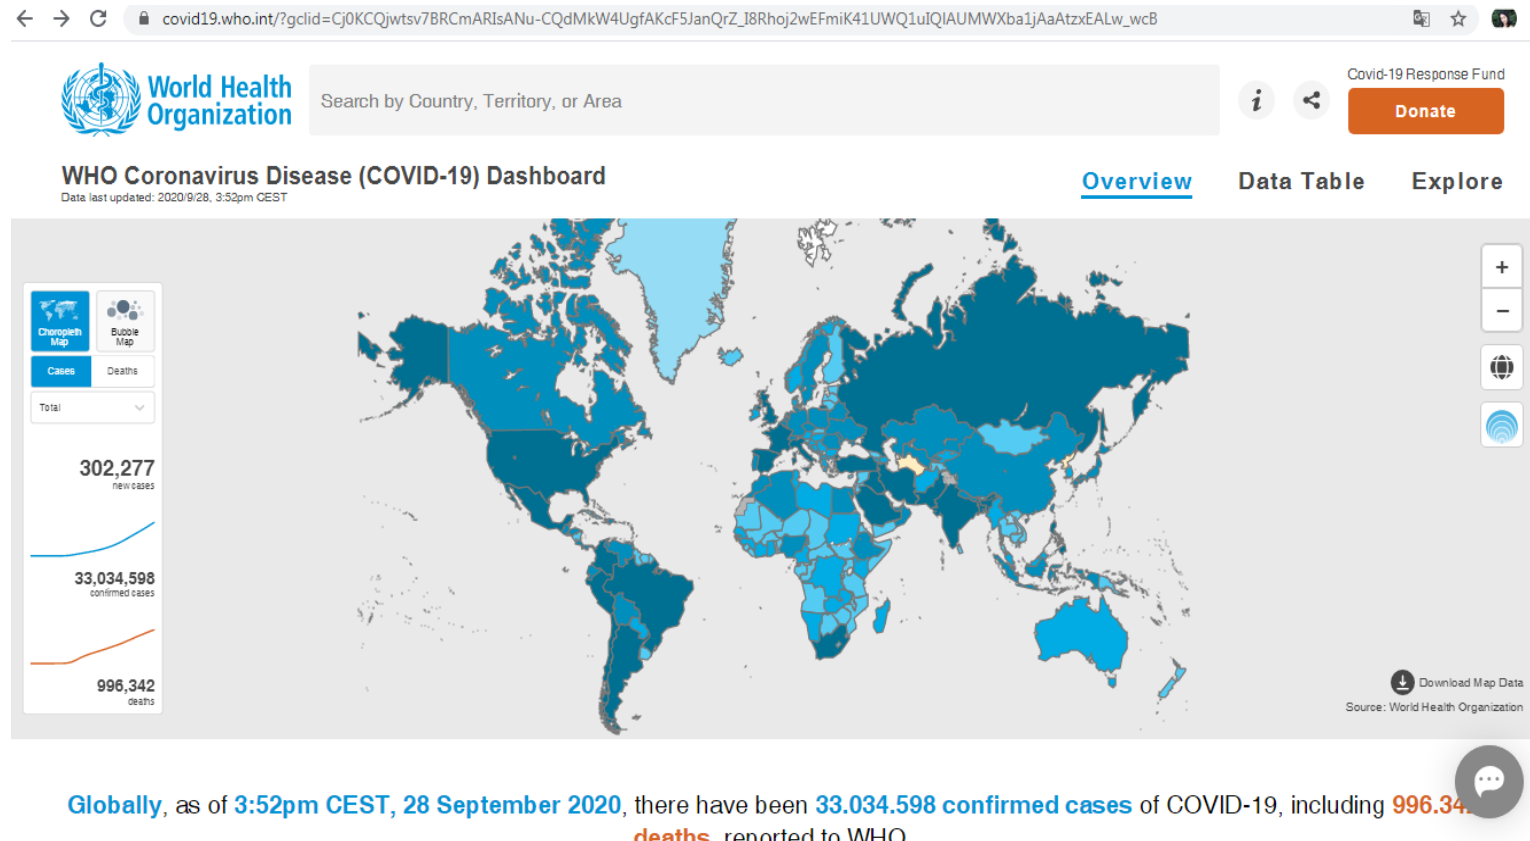 covid19.who.int/?gclid=Cj0KCQjwtsv7BRCmARIsANu-CQdMkW4UgfAKcF5JanQrZ_I8Rhoj2wEFmiK41UWQ1uIQlAUMWXba1jAaAtzxEALw_wcB
World Health
Organization
Search by Country, Territory, or Area
i
Covid-19 Response Fund
Donate
WHO Coronavirus Disease (COVID-19) Dashboard
Data last updated: 2020/9/28, 3:52pm CEST
Overview Data Table Explore
Choropleth
Map
Bubble
Map
Cases Deaths
Total
302,277
new cases
33,034,598
confirmed cases
996,342
deaths
+
−
Download Map Data
Source: World Health Organization
Globally, as of 3:52pm CEST, 28 September 2020, there have been 33.034.598 confirmed cases of COVID-19, including
deaths, reported to WHO